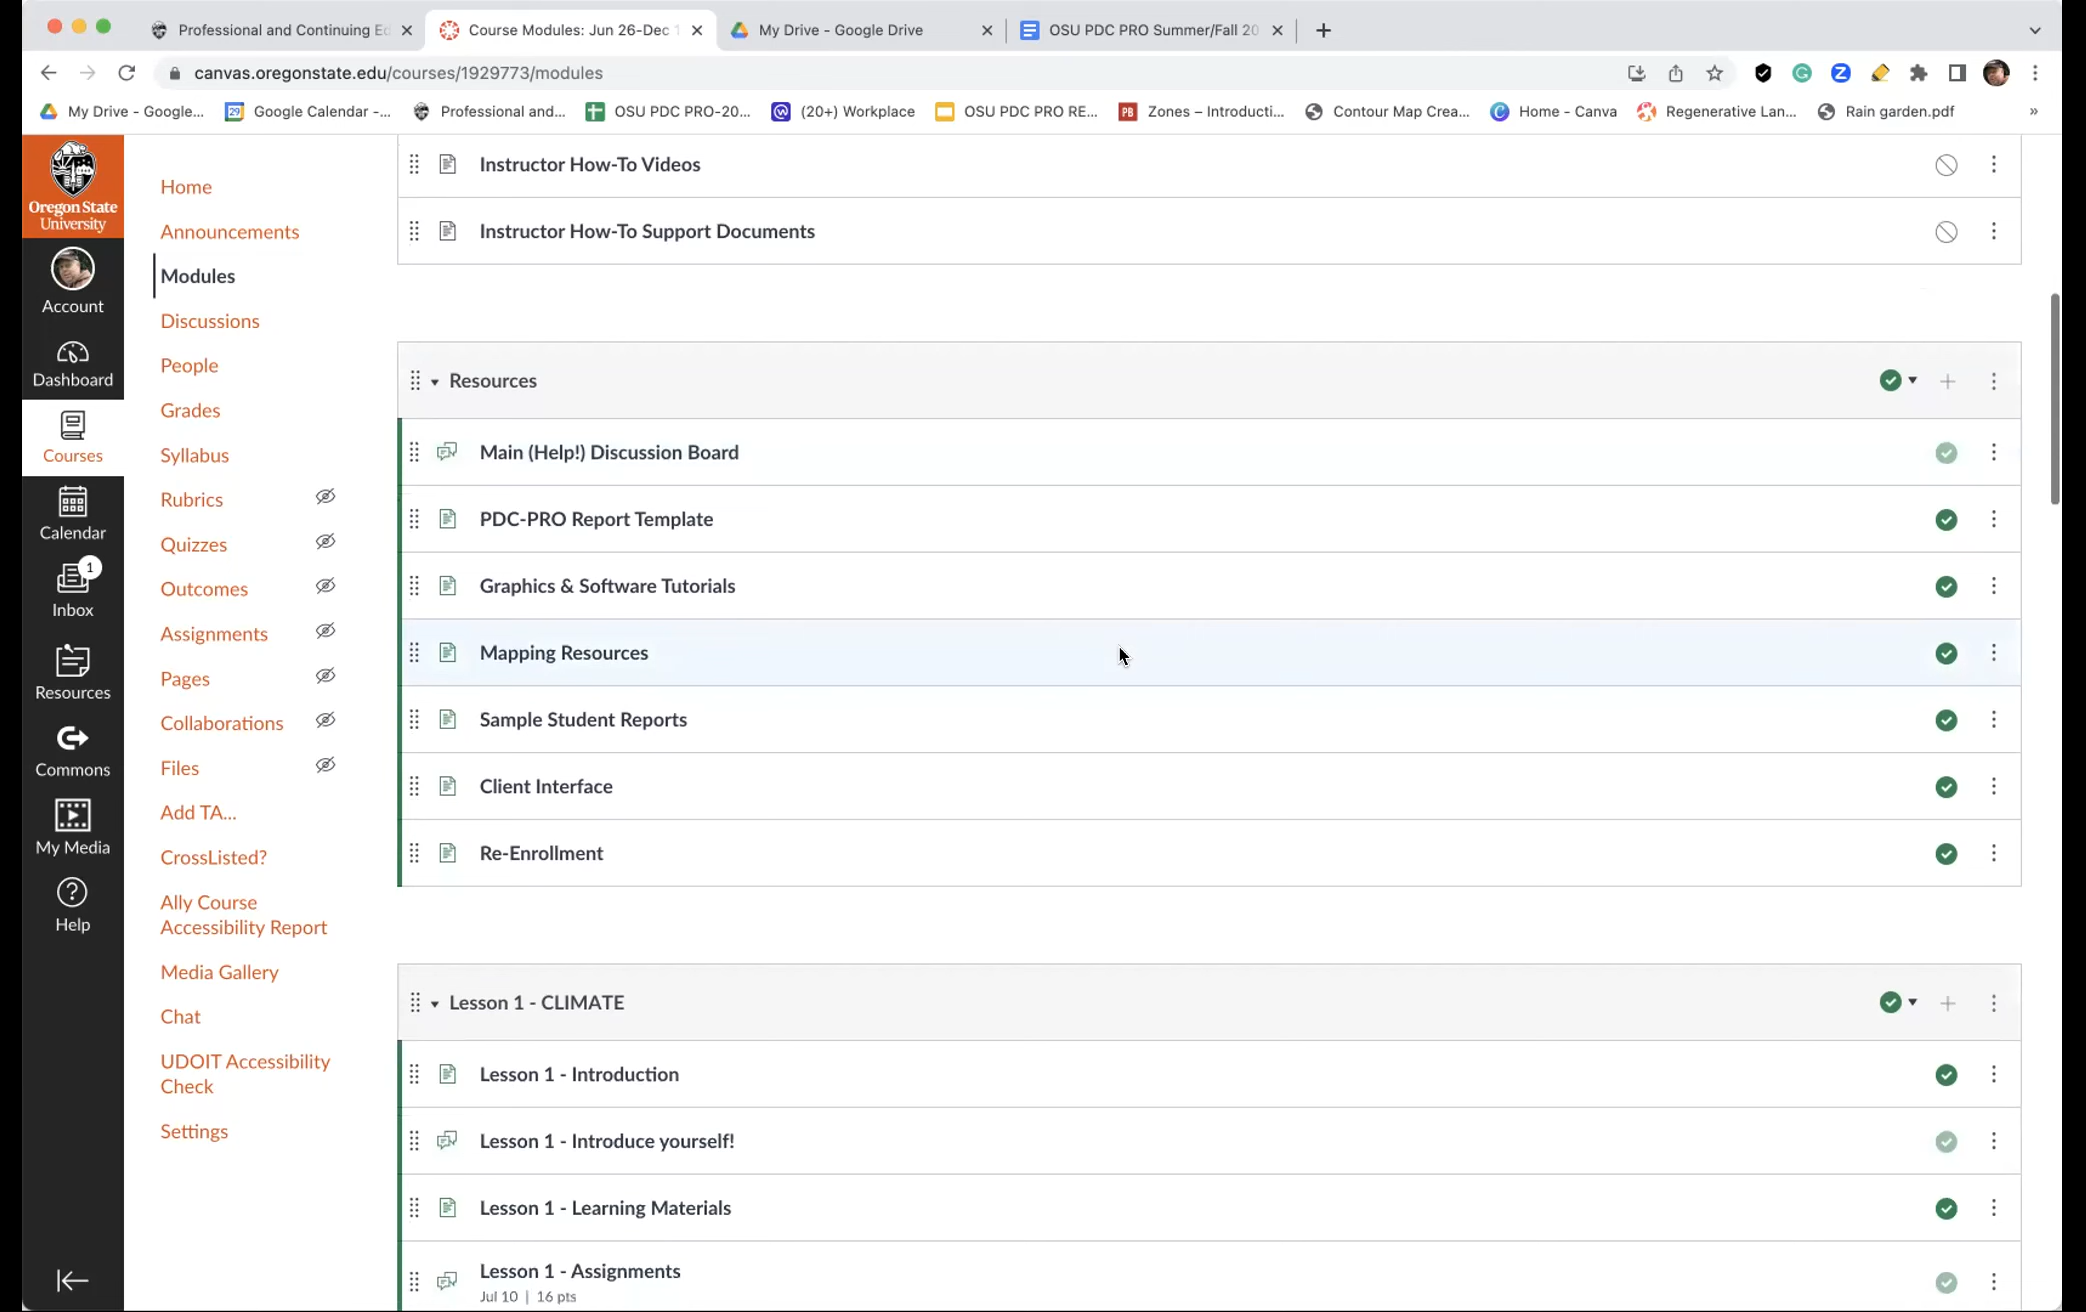 Professional and Continuing Ed
Course Modules: Jun 26-Dec 1
My Drive - Google Drive
OSU PDC PRO Summer/Fall 20
canvas.oregonstate.edu/courses/1929773/modules
My Drive - Google...
Google Calendar -...
Professional and...
OSU PDC PRO-20...
(20+) Workplace
OSU PDC PRO RE...
PB
Zones – Introducti...
Contour Map Crea...
Home - Canva
Regenerative Lan...
Rain garden.pdf
»
Oregon State
University
Account
Dashboard
Courses
Calendar
1
Inbox
Resources
Commons
My Media
Help
Home
Announcements
Modules
Discussions
People
Grades
Syllabus
Rubrics
Quizzes
Outcomes
Assignments
Pages
Collaborations
Files
Add TA...
CrossListed?
Ally Course
Accessibility Report
Media Gallery
Chat
UDOIT Accessibility
Check
Settings
Instructor How-To Videos
Instructor How-To Support Documents
Resources
Main (Help!) Discussion Board
PDC-PRO Report Template
Graphics & Software Tutorials
Mapping Resources
Sample Student Reports
Client Interface
Re-Enrollment
Lesson 1 - CLIMATE
Lesson 1 - Introduction
Lesson 1 - Introduce yourself!
Lesson 1 - Learning Materials
Lesson 1 - Assignments
Jul 10 | 16 pts